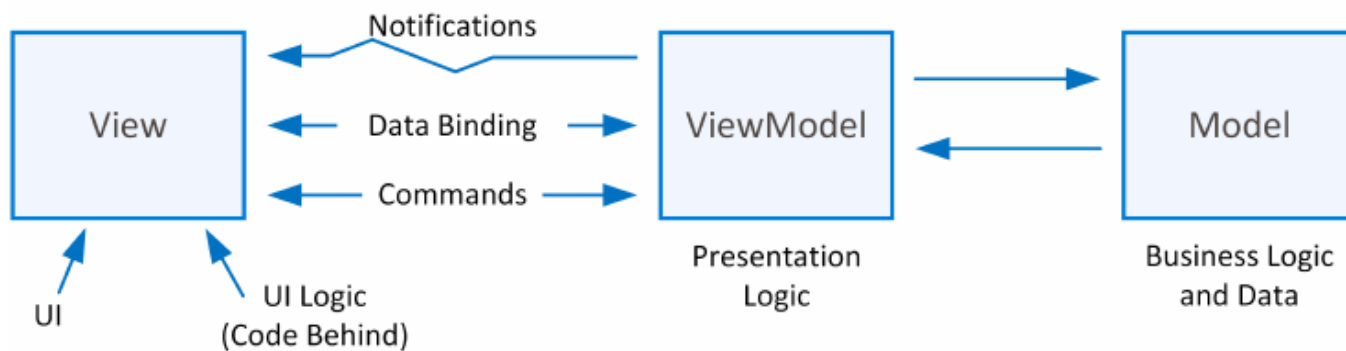 Notifications
View
Data Binding
ViewModel
Model
Commands
Presentation
Logic
Business Logic
and Data
UI
UI Logic
(Code Behind)